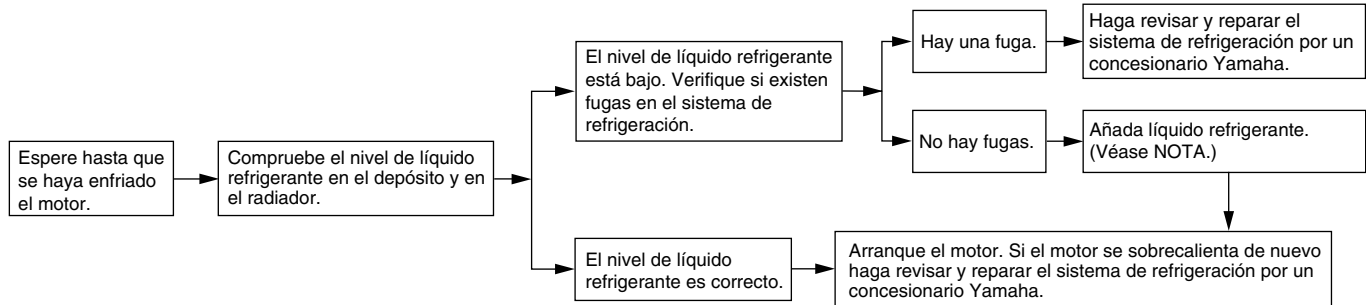 Espere hasta que
se haya enfriado
el motor.
Compruebe el nivel de líquido
refrigerante en el depósito y en
el radiador.
El nivel de líquido refrigerante
está bajo. Verifique si existen
fugas en el sistema de
refrigeración.
Hay una fuga.
Haga revisar y reparar el
sistema de refrigeración por un
concesionario Yamaha.
No hay fugas.
Añada líquido refrigerante.
(Véase NOTA.)
El nivel de líquido
refrigerante es correcto.
Arranque el motor. Si el motor se sobrecalienta de nuevo
haga revisar y reparar el sistema de refrigeración por un
concesionario Yamaha.